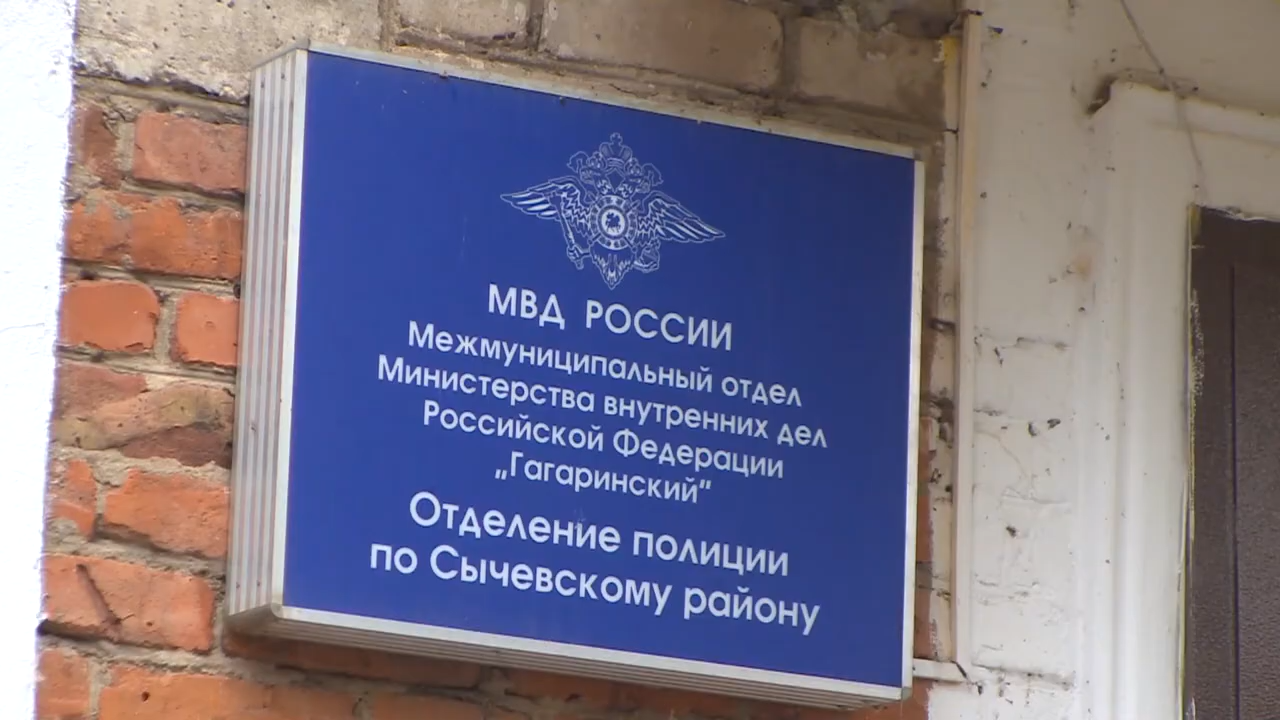 МВД РОССИИ
Межмуниципальный отдел
Министерства внутренних дел
Российской Федерации
„Гагаринский”
Отделение полиции
по Сычевскому району